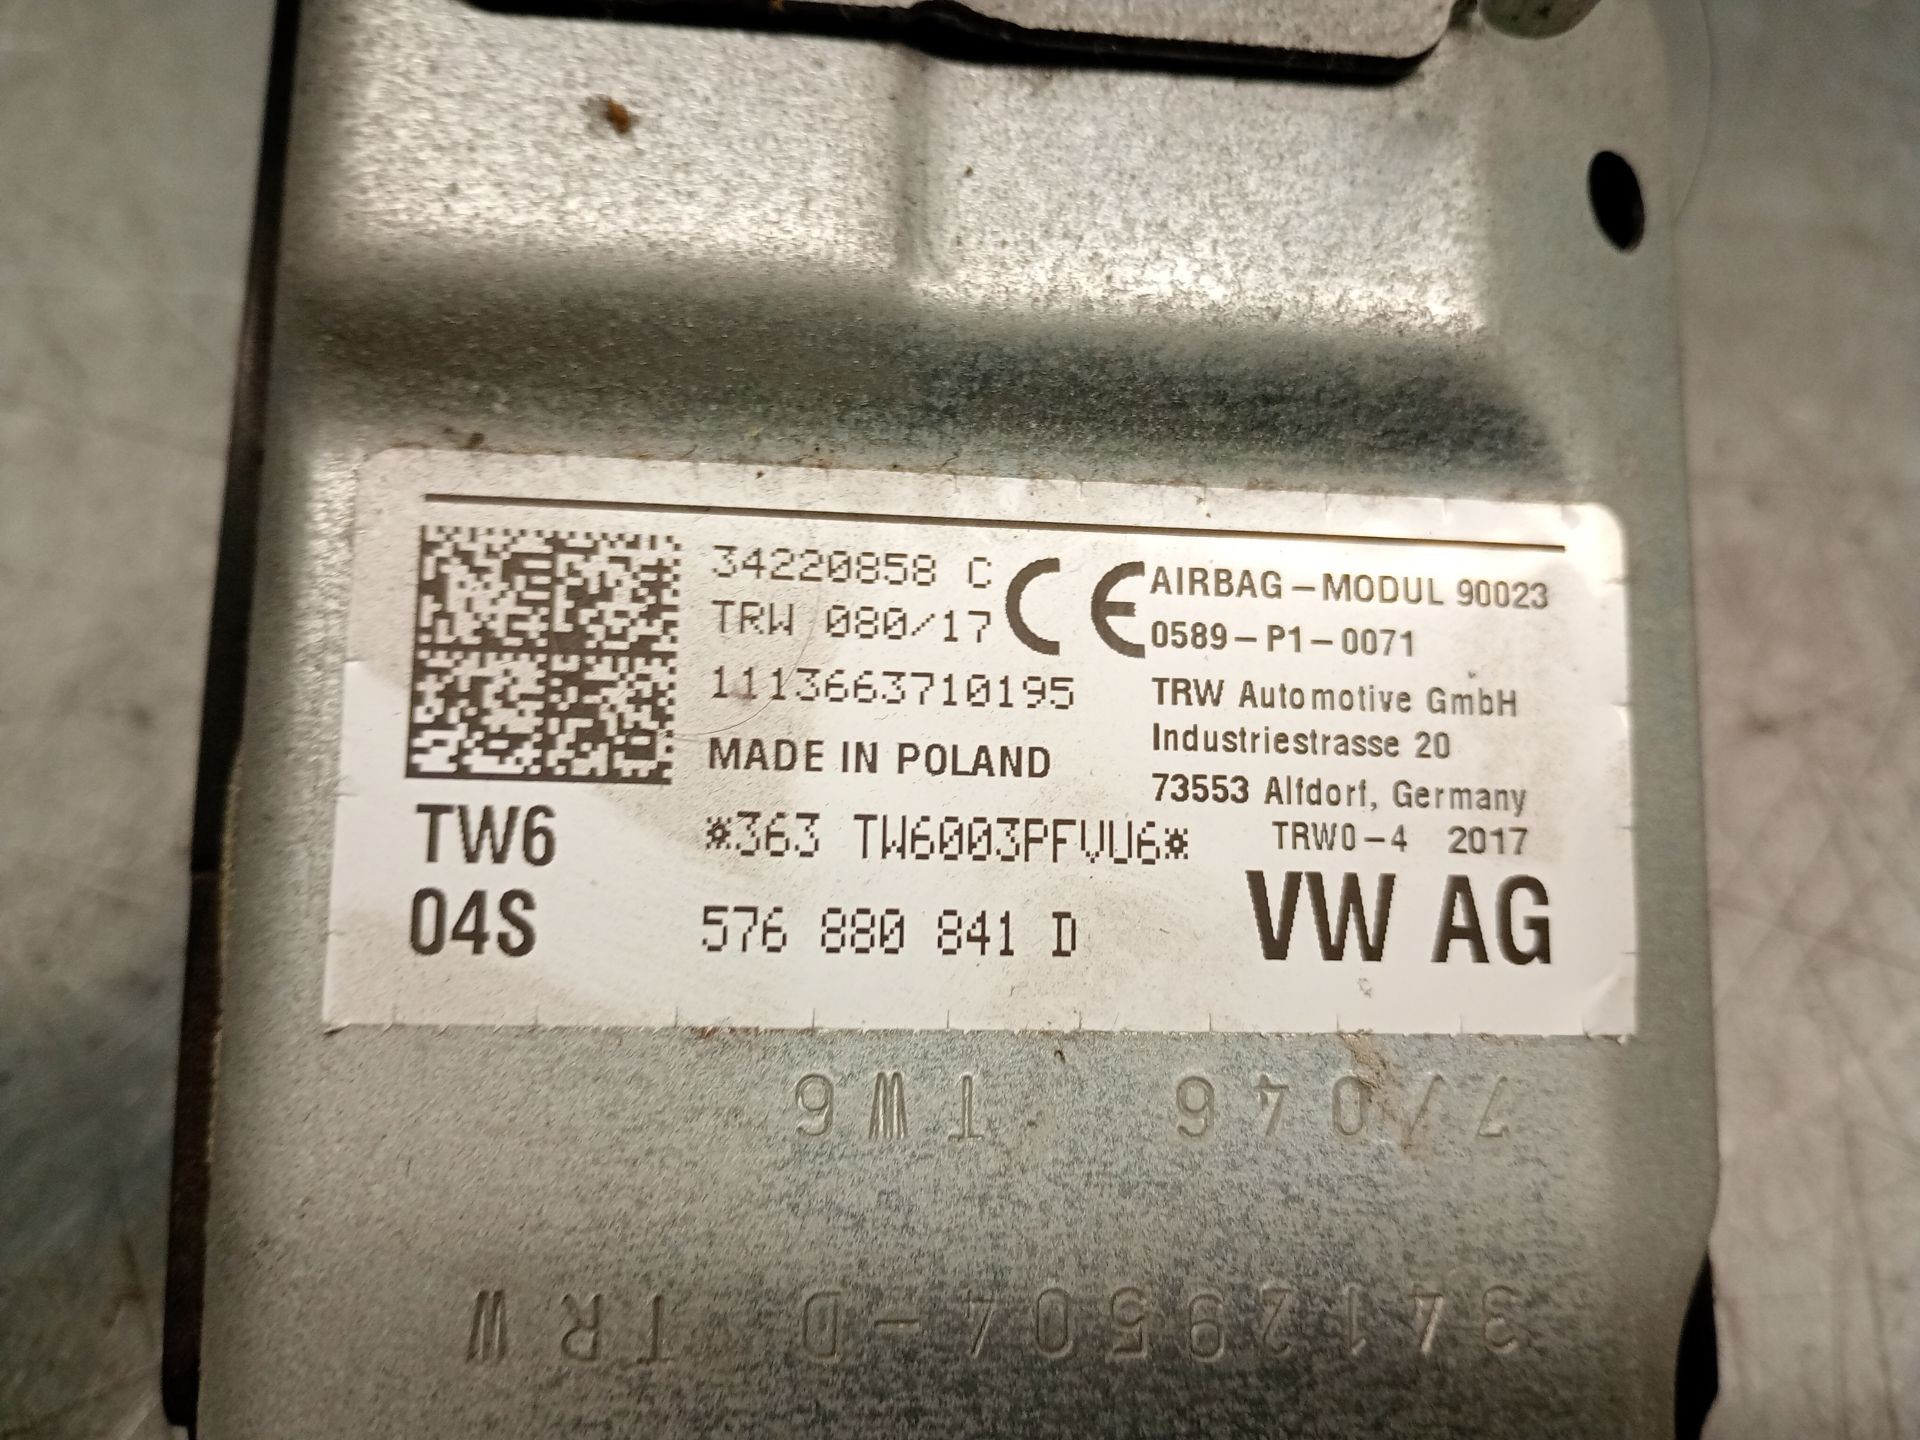 34220858 C
TRW 080/17
1113663710195
MADE IN POLAND
CE
AIRBAG-MODUL 90023
0589-P1-0071
TRW Automotive GmbH
Industriestrasse 20
73553 Alfdorf, Germany
TRW0-4 2017
TW6
04S
*363 TW6003PFVU6*
576 880 841 D
VW AG
7/046 TW6
34129504-D TRW